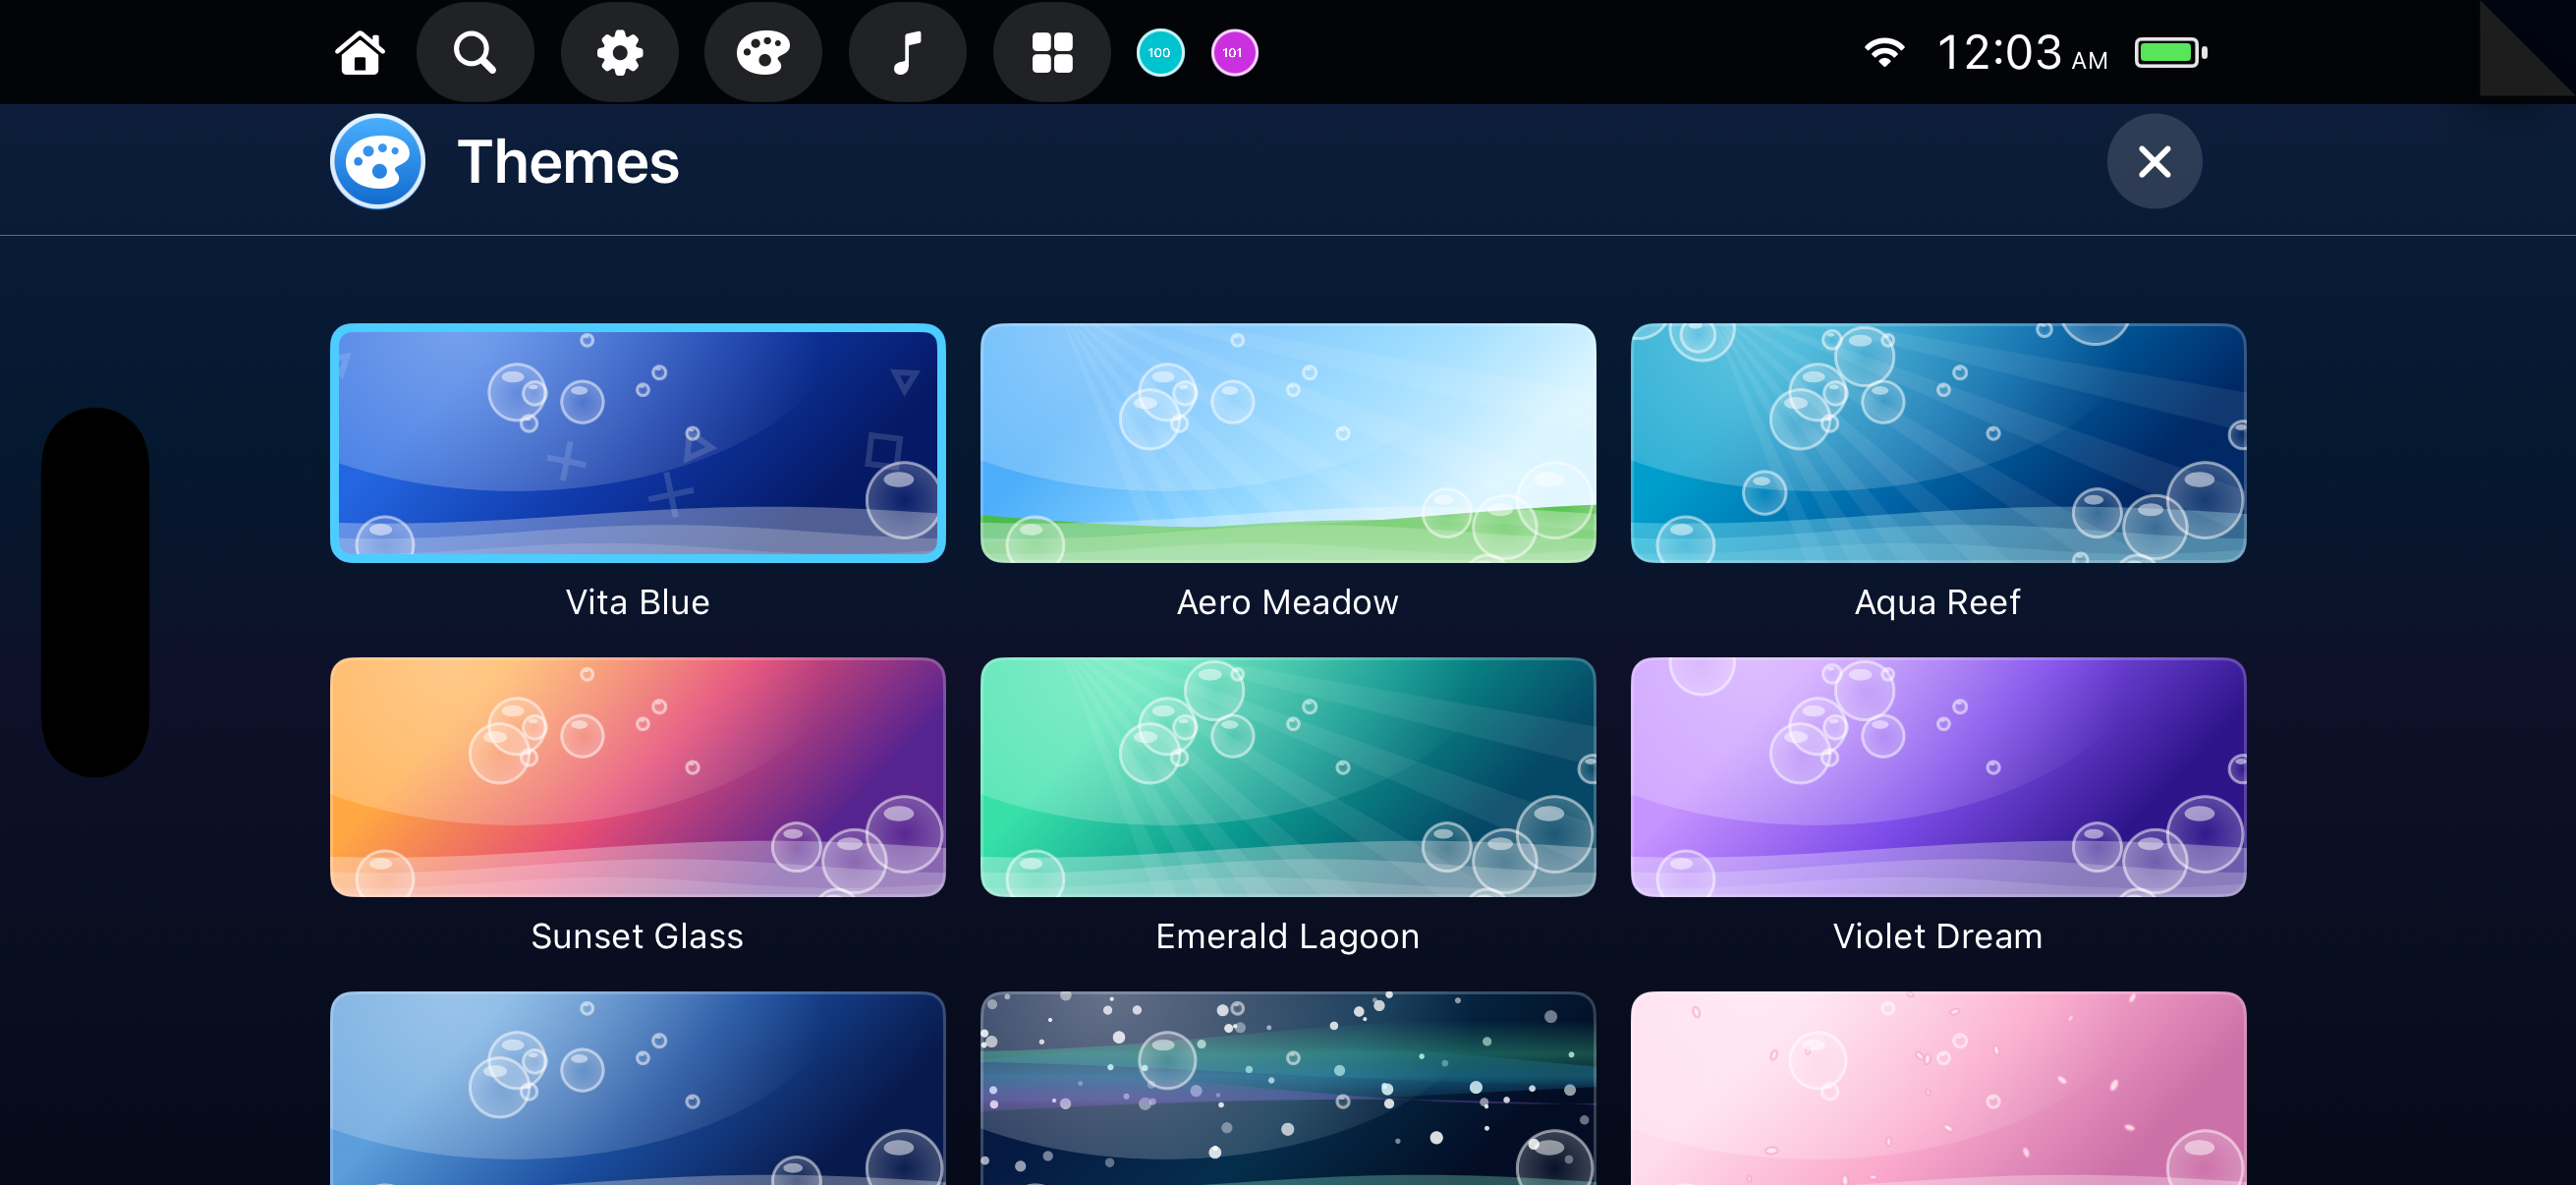 100
101
12:03 AM
Themes
Vita Blue
Aero Meadow
Aqua Reef
Sunset Glass
Emerald Lagoon
Violet Dream